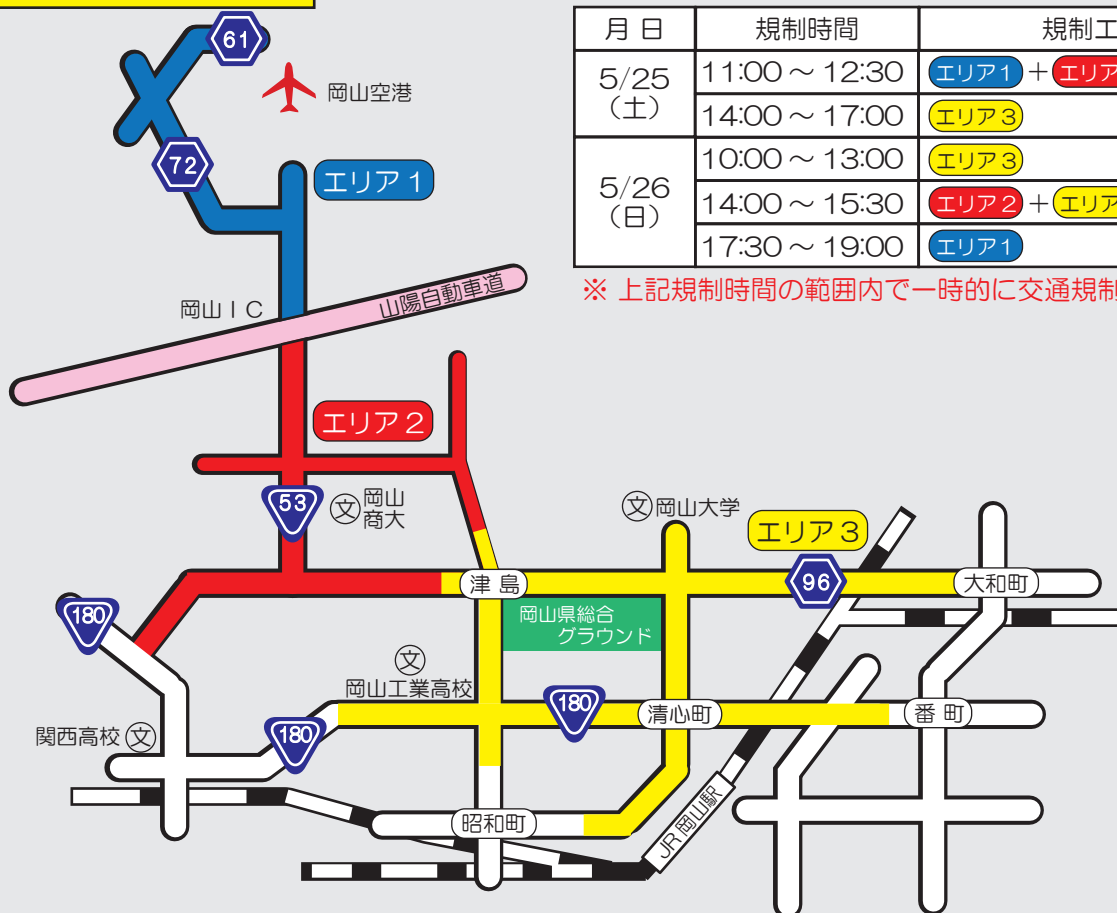 月 日 規制時間 規制エ
5/25
(土)
11:00 ～ 12:30 エリア1 + エリア
14:00 ～ 17:00 エリア3
5/26
(日)
10:00 ～ 13:00 エリア3
14:00 ～ 15:30 エリア2 + エリア
17:30 ～ 19:00 エリア1
※ 上記規制時間の範囲内で一時的に交通規制
61
岡山空港
72
エリア1
岡山IC
山陽自動車道
エリア2
53
文 岡山
商大
文 岡山大学
エリア3
津島
96
大和町
180
岡山県総合
グラウンド
文
岡山工業高校
180
清心町
番町
関西高校 文
180
昭和町
JR岡山駅